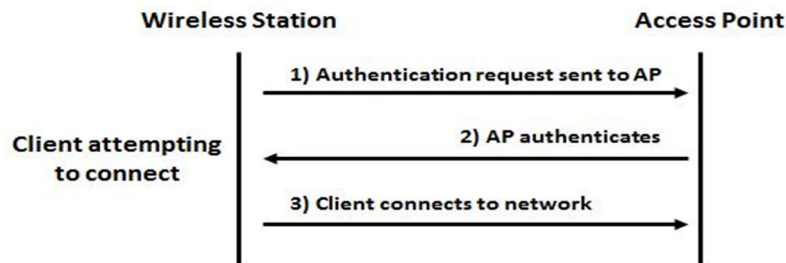 Wireless Station
Access Point
1) Authentication request sent to AP
2) AP authenticates
Client attempting
to connect
3) Client connects to network